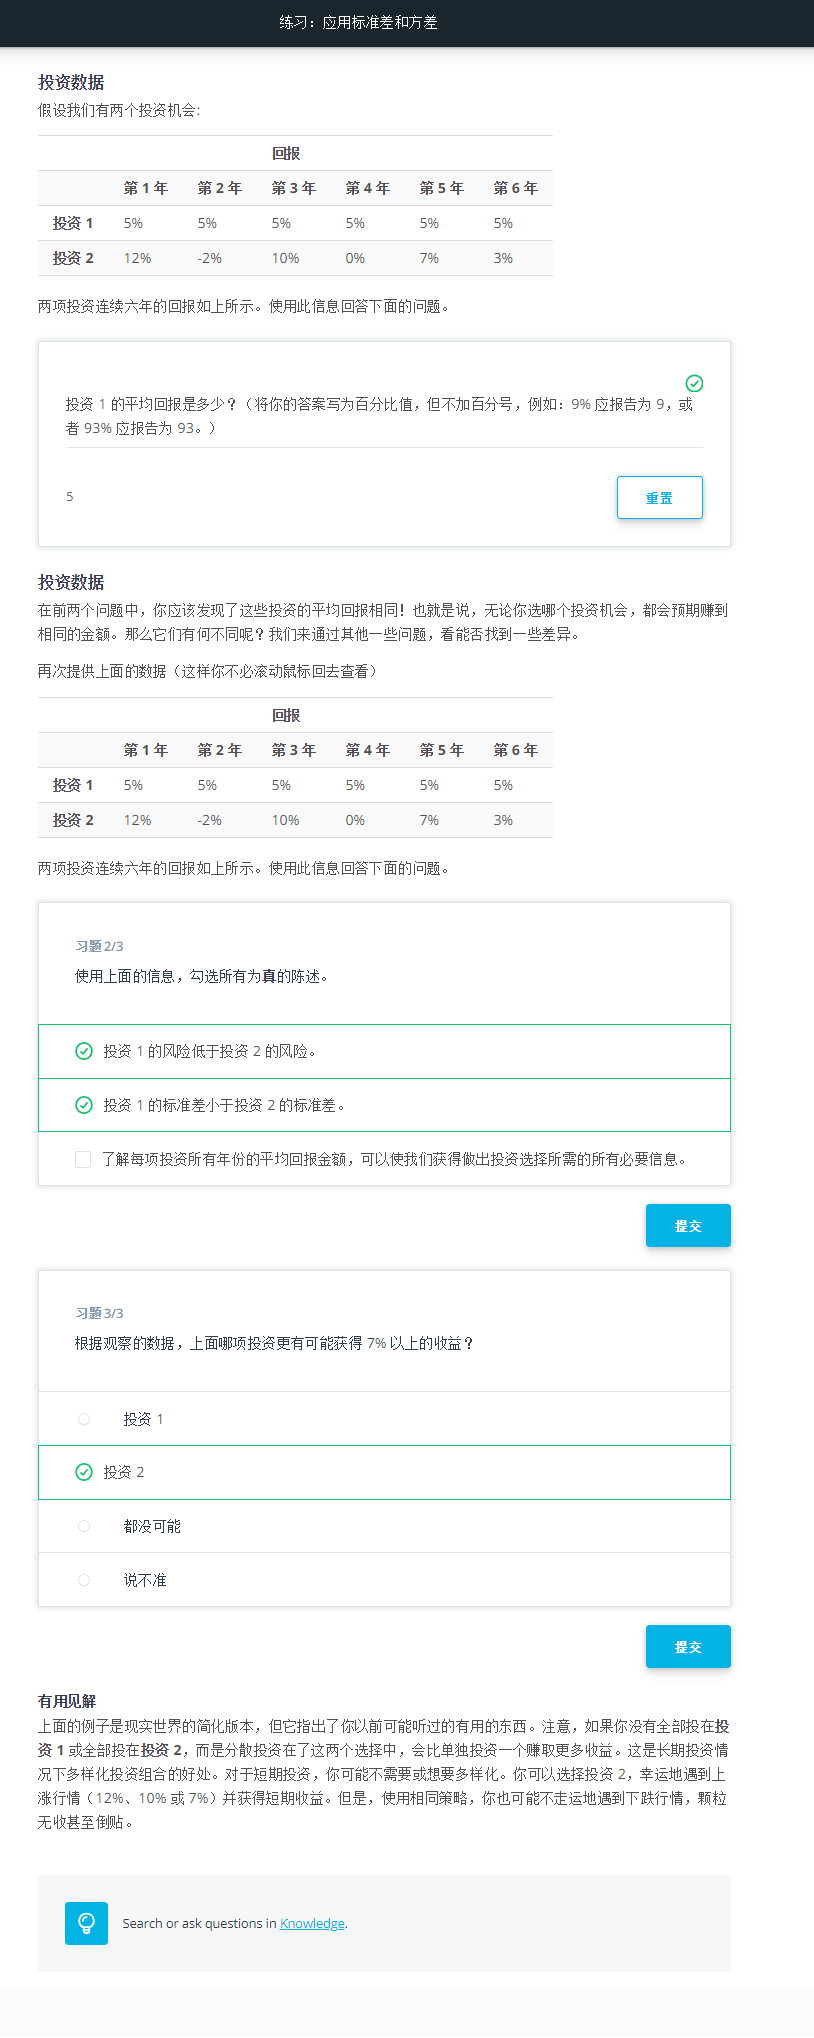 练习：应用标准差和方差
投资数据
假设我们有两个投资机会：
回报
第 1 年 第 2 年 第 3 年 第 4 年 第 5 年 第 6 年
投资 1 5% 5% 5% 5% 5% 5%
投资 2 12% -2% 10% 0% 7% 3%
两项投资连续六年的回报如上所示。使用此信息回答下面的问题。
投资 1 的平均回报是多少？（将你的答案写为百分比值，但不加百分号，例如：9% 应报告为 9，或
者 93% 应报告为 93。）
5
重置
投资数据
在前两个问题中，你应该发现了这些投资的平均回报相同！也就是说，无论你选哪个投资机会，都会预期赚到
相同的金额。那么它们有何不同呢？我们来通过其他一些问题，看能否找到一些差异。
再次提供上面的数据（这样你不必滚动鼠标回去查看）
回报
第 1 年 第 2 年 第 3 年 第 4 年 第 5 年 第 6 年
投资 1 5% 5% 5% 5% 5% 5%
投资 2 12% -2% 10% 0% 7% 3%
两项投资连续六年的回报如上所示。使用此信息回答下面的问题。
习题 2/3
使用上面的信息，勾选所有为真的陈述。
投资 1 的风险低于投资 2 的风险。
投资 1 的标准差小于投资 2 的标准差。
了解每项投资所有年份的平均回报金额，可以使我们获得做出投资选择所需的所有必要信息。
提交
习题 3/3
根据观察的数据，上面哪项投资更有可能获得 7% 以上的收益？
投资 1
投资 2
都没可能
说不准
提交
有用见解
上面的例子是现实世界的简化版本，但它指出了你以前可能听过的有用的东西。注意，如果你没有全部投在投
资 1 或全部投在投资 2，而是分散投资在了这两个选择中，会比单独投资一个赚取更多收益。这是长期投资情
况下多样化投资组合的好处。对于短期投资，你可能不需要或想要多样化。你可以选择投资 2，幸运地遇到上
涨行情（12%、10% 或 7%）并获得短期收益。但是，使用相同策略，你也可能不走运地遇到下跌行情，颗粒
无收甚至倒贴。
Search or ask questions in Knowledge.